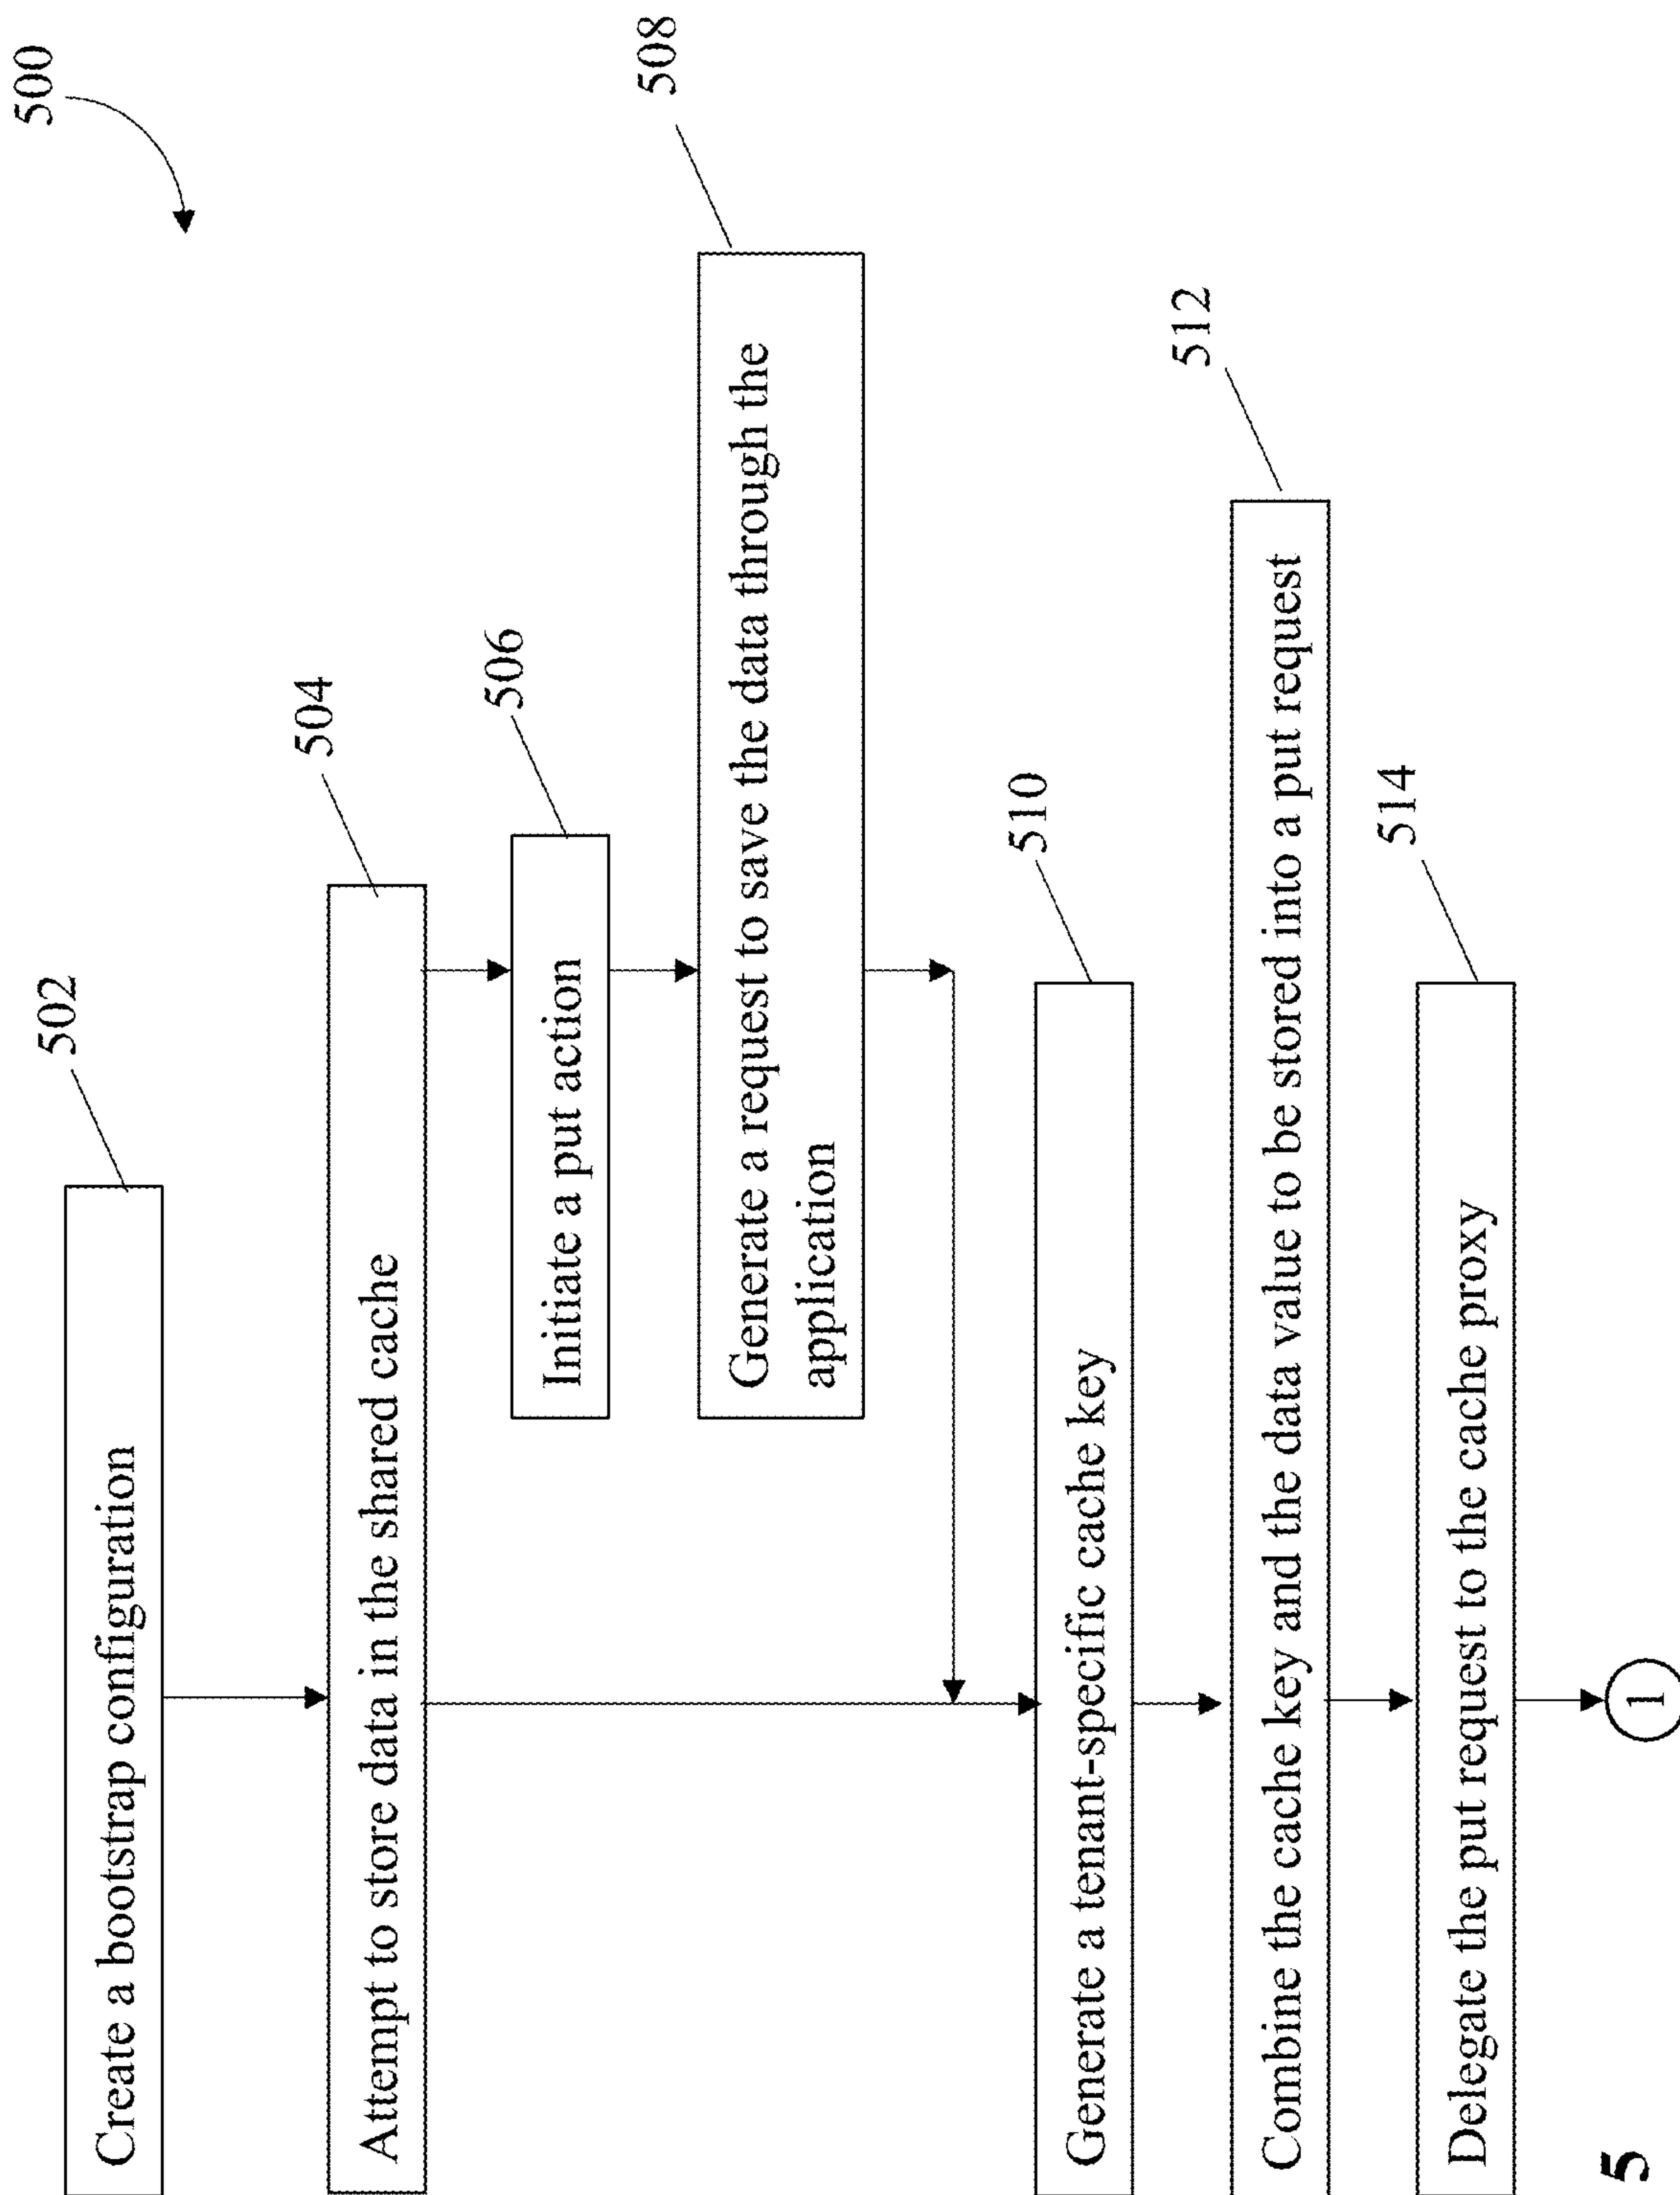 500
502
Create a bootstrap configuration
504
Attempt to store data in the shared cache
506
Initiate a put action
508
Generate a request to save the data through the
application
510
Generate a tenant-specific cache key
512
Combine the cache key and the data value to be stored into a put request
514
Delegate the put request to the cache proxy
1
5